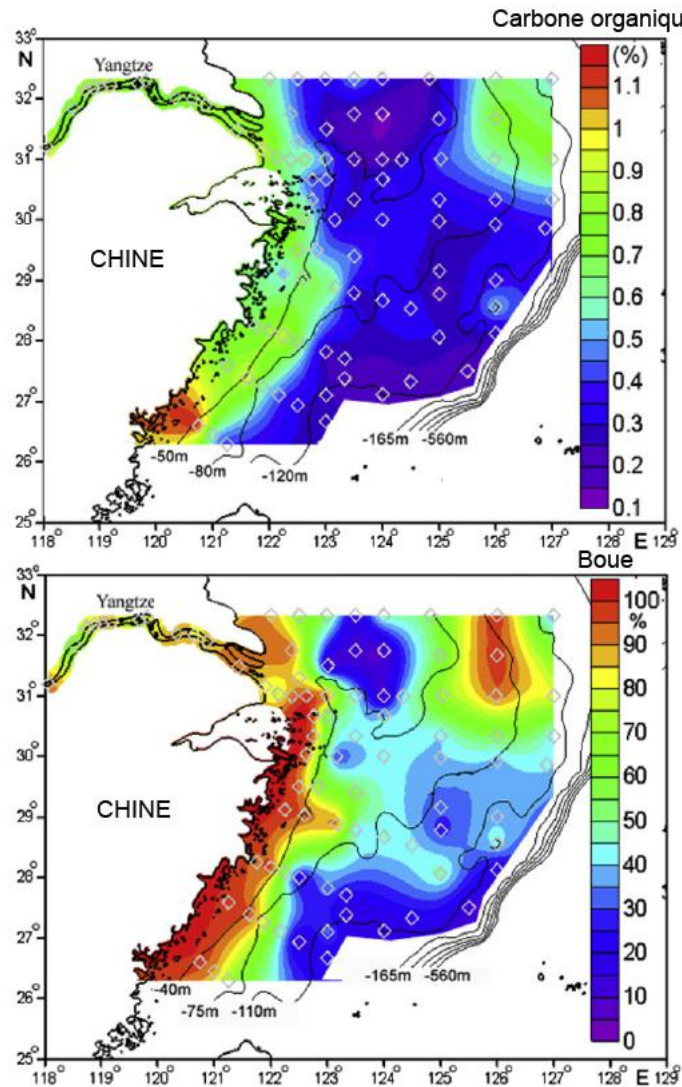 Carbone organiqu
33°
N
Yangtze
32°
31°
30°
CHINE
29°
28°
27°
26°
25°
-50m
-80m
-120m
-165m
-560m
118° 119° 120° 121° 122° 123° 124° 125° 126° 127° 128° 129°
E
(%)
1.1
1
0.9
0.8
0.7
0.6
0.5
0.4
0.3
0.2
0.1
Boue
33°
N
Yangtze
32°
31°
30°
CHINE
29°
28°
27°
26°
25°
-40m
-75m
-110m
-165m
-560m
118° 119° 120° 121° 122° 123° 124° 125° 126° 127° 128° 129°
E
100
%
90
80
70
60
50
40
30
20
10
0